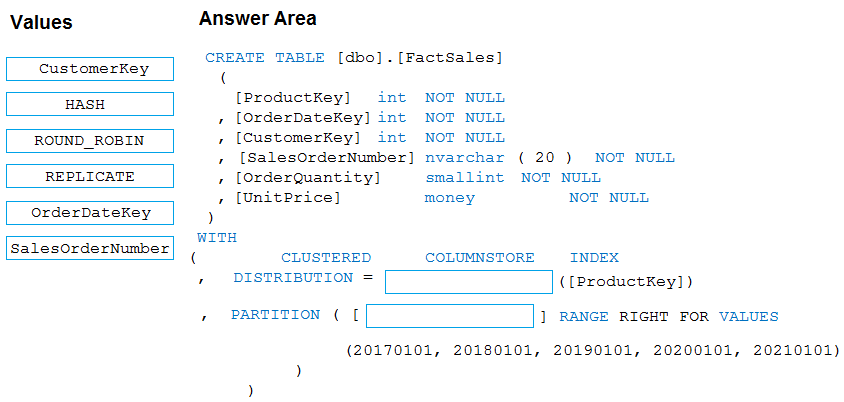 Values
CustomerKey
HASH
ROUND_ROBIN
REPLICATE
OrderDateKey
SalesOrderNumber
Answer Area
CREATE TABLE [dbo].[FactSales]
(
[ProductKey] int NOT NULL
, [OrderDateKey] int NOT NULL
, [CustomerKey] int NOT NULL
, [SalesOrderNumber] nvarchar ( 20 ) NOT NULL
, [OrderQuantity] smallint NOT NULL
, [UnitPrice] money NOT NULL
)
WITH
( CLUSTERED COLUMNSTORE INDEX
, DISTRIBUTION = ([ProductKey])
, PARTITION ( [ ] RANGE RIGHT FOR VALUES
(20170101, 20180101, 20190101, 20200101, 20210101)
)
)